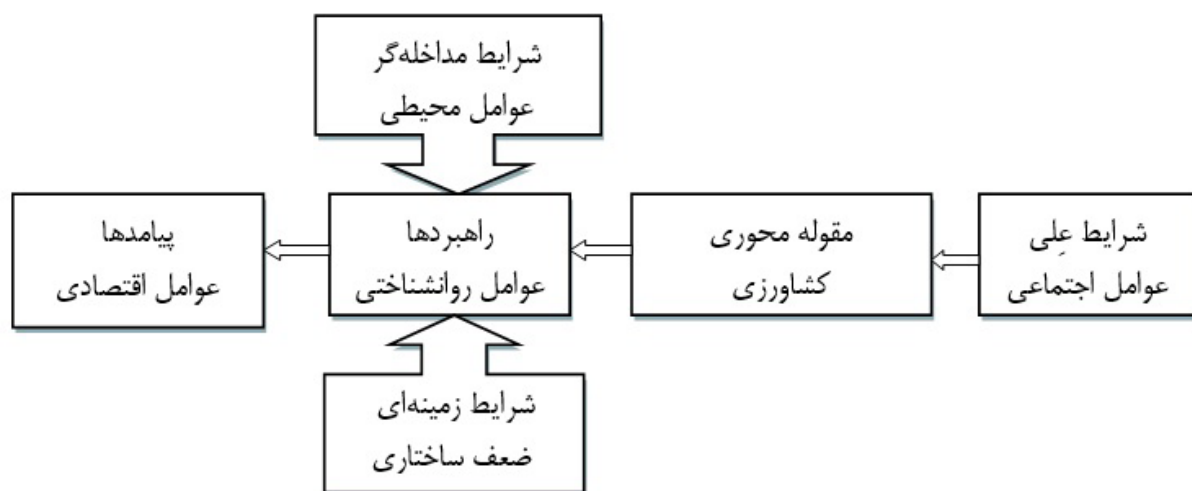 شرایط مداخله‌گر
عوامل محیطی
شرایط عِلی
عوامل اجتماعی
مقوله محوری
کشاورزی
راهبردها
عوامل روانشناختی
پیامدها
عوامل اقتصادی
شرایط زمینه‌ای
ضعف ساختاری